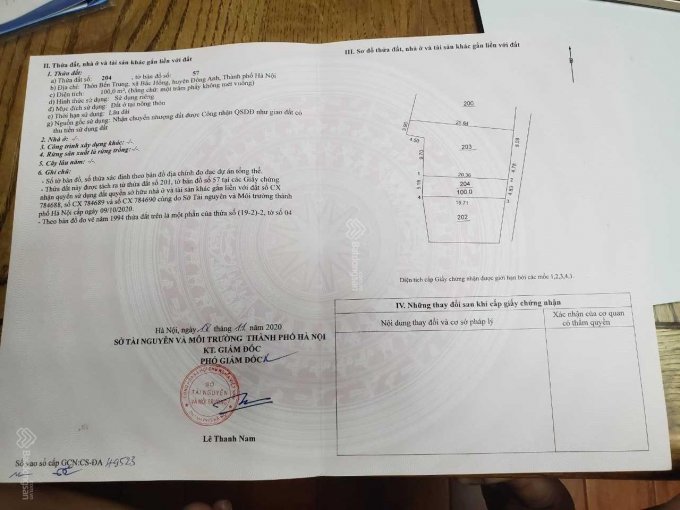 II. Thửa đất, nhà ở và tài sản khác gắn liền với đất
1. Thửa đất:
a) Thửa đất số: 204, tờ bản đồ số: 57
b) Địa chỉ: Thôn Bến Trung, xã Bắc Hồng, huyện Đông Anh, Thành phố Hà Nội
c) Diện tích: 100,0 m², (bằng chữ: một trăm phẩy không mét vuông)
d) Hình thức sử dụng: Sử dụng riêng
đ) Mục đích sử dụng: Đất ở tại nông thôn
e) Thời hạn sử dụng: Lâu dài
g) Nguồn gốc sử dụng: Nhận chuyển nhượng đất được Công nhận QSDĐ như giao đất có
thu tiền sử dụng đất
2. Nhà ở: -/-
3. Công trình xây dựng khác: -/-
4. Rừng sản xuất là rừng trồng: -/-
5. Cây lâu năm: -/-
6. Ghi chú:
- Số tờ bản đồ, số thửa xác định theo bản đồ địa chính đo đạc dự án tổng thể.
- Thửa đất này được tách ra từ thửa đất số 201, tờ bản đồ số 57 tại các Giấy chứng
nhận quyền sử dụng đất quyền sở hữu nhà ở và tài sản khác gắn liền với đất số CX
784688, số CX 784689 và số CX 784690 cùng do Sở Tài nguyên và Môi trường thành
phố Hà Nội cấp ngày 09/10/2020.
- Theo bản đồ đo vẽ năm 1994 thửa đất trên là một phần của thửa số (19-2)-2, tờ số 04
Hà Nội, ngày 11 tháng 11 năm 2020
SỞ TÀI NGUYÊN VÀ MÔI TRƯỜNG THÀNH PHỐ HÀ NỘI
KT. GIÁM ĐỐC
PHÓ GIÁM ĐỐC
SỞ
TÀI NGUYÊN
VÀ MÔI TRƯỜNG
Lê Thanh Nam
Số vào sổ cấp GCN:CS-ĐA 49523
III. Sơ đồ thửa đất, nhà ở và tài sản khác gắn liền với đất
B
200
21.94
203
20.36
204
100.0
19.71
202
4.50
9.70
5.19
4.78
4.83
1
4
Diện tích cấp Giấy chứng nhận được giới hạn bởi các mốc 1,2,3,4,1
IV. Những thay đổi sau khi cấp giấy chứng nhận
Nội dung thay đổi và cơ sở pháp lý
Xác nhận của cơ quan
có thẩm quyền
Batdongsan